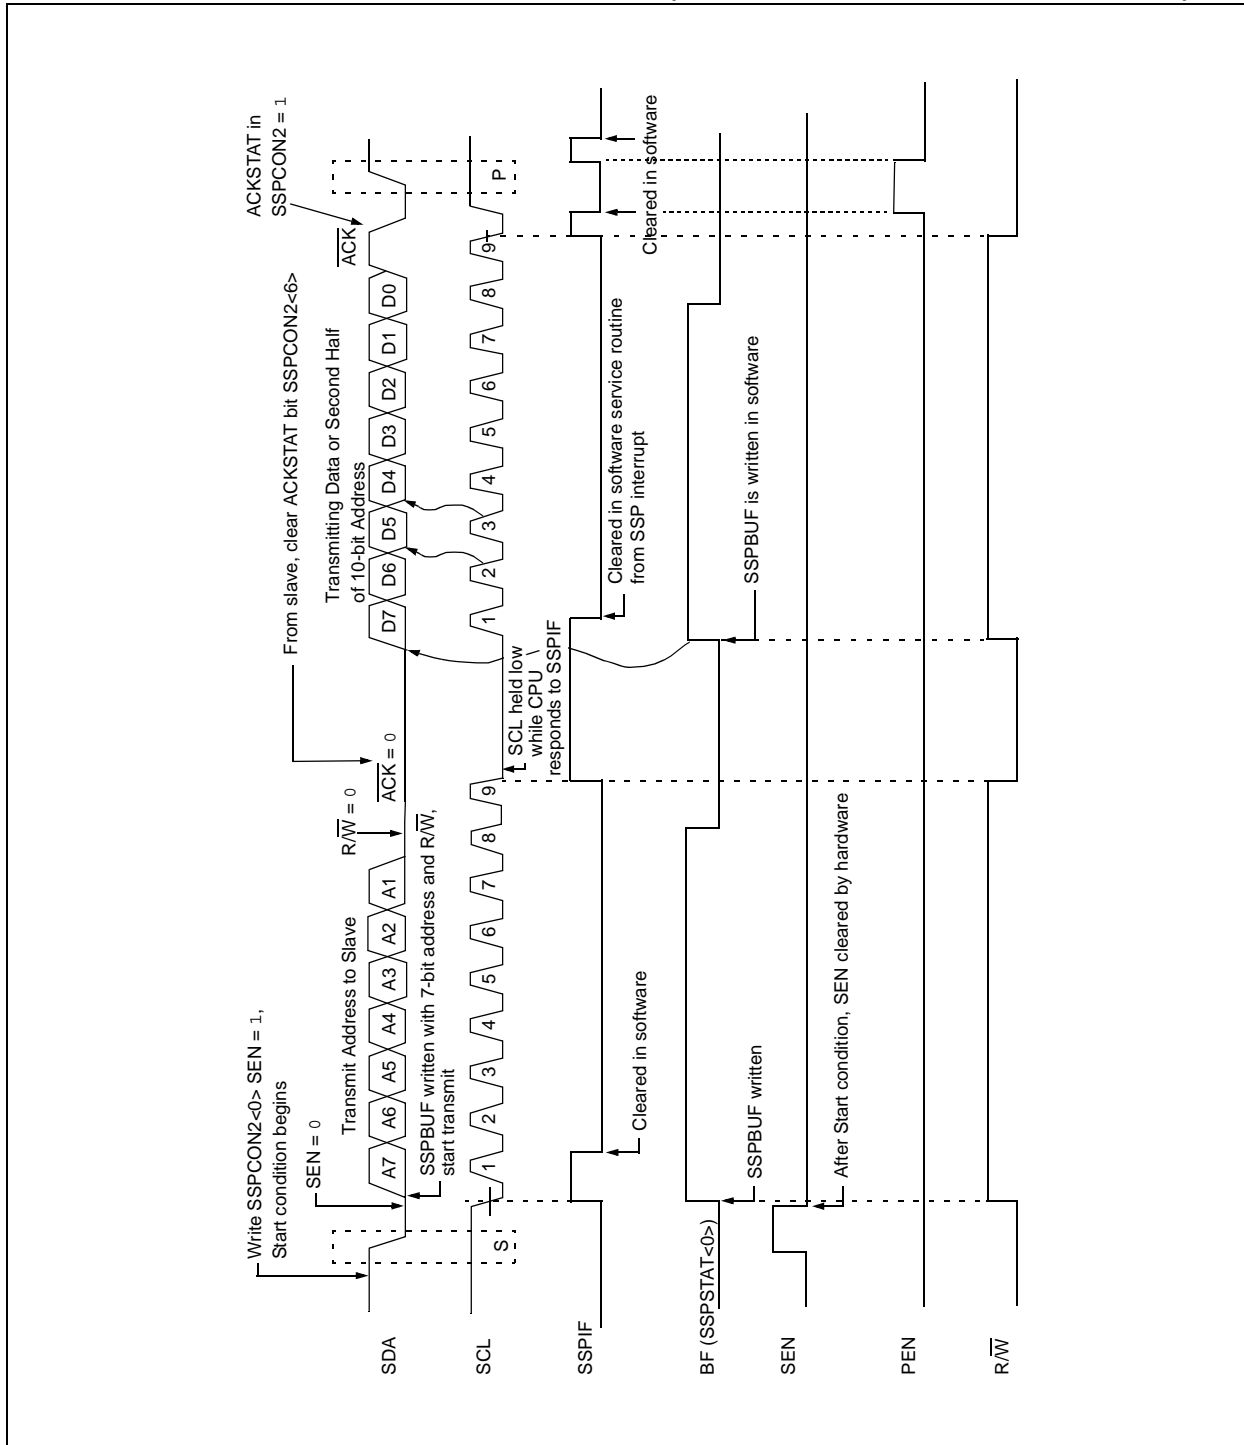 Write SSPCON2<0> SEN = 1,
Start condition begins
SEN = 0
Transmit Address to Slave
R/W = 0
From slave, clear ACKSTAT bit SSPCON2<6>
ACK = 0
Transmitting Data or Second Half
of 10-bit Address
ACKSTAT in
SSPCON2 = 1
ACK
SDA
A7 A6 A5 A4 A3 A2 A1
D7 D6 D5 D4 D3 D2 D1 D0
SSPBUF written with 7-bit address and R/W,
start transmit
SCL
S
1 2 3 4 5 6 7 8 9
1 2 3 4 5 6 7 8 9
P
SCL held low
while CPU
responds to SSPIF
SSPIF
Cleared in software
Cleared in software service routine
from SSP interrupt
Cleared in software
BF (SSPSTAT<0>)
SSPBUF written
SSPBUF is written in software
SEN
After Start condition, SEN cleared by hardware
PEN
R/W